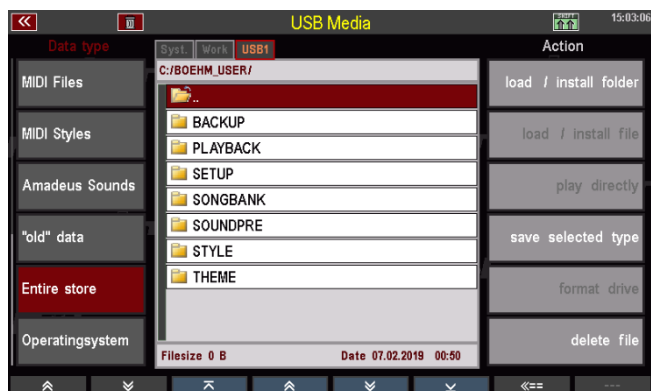 USB Media
SHIFT
15:03:06
Data type
Syst. Work USB1
Action
MIDI Files
MIDI Styles
Amadeus Sounds
"old" data
Entire store
Operatingsystem
C:/BOEHM_USER/
..
BACKUP
PLAYBACK
SETUP
SONGBANK
SOUNDPRE
STYLE
THEME
Filesize 0 B Date 07.02.2019 00:50
load / install folder
load / install file
play directly
save selected type
format drive
delete file
«==
---